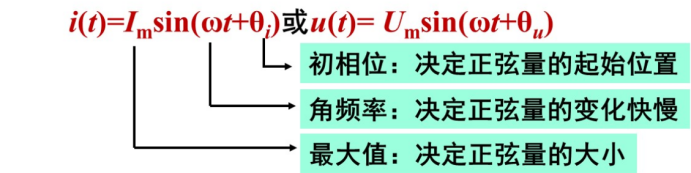 i(t)=Iₘsin(ωt+θᵢ)或u(t)= Uₘsin(ωt+θᵤ)
初相位：决定正弦量的起始位置
角频率：决定正弦量的变化快慢
最大值：决定正弦量的大小